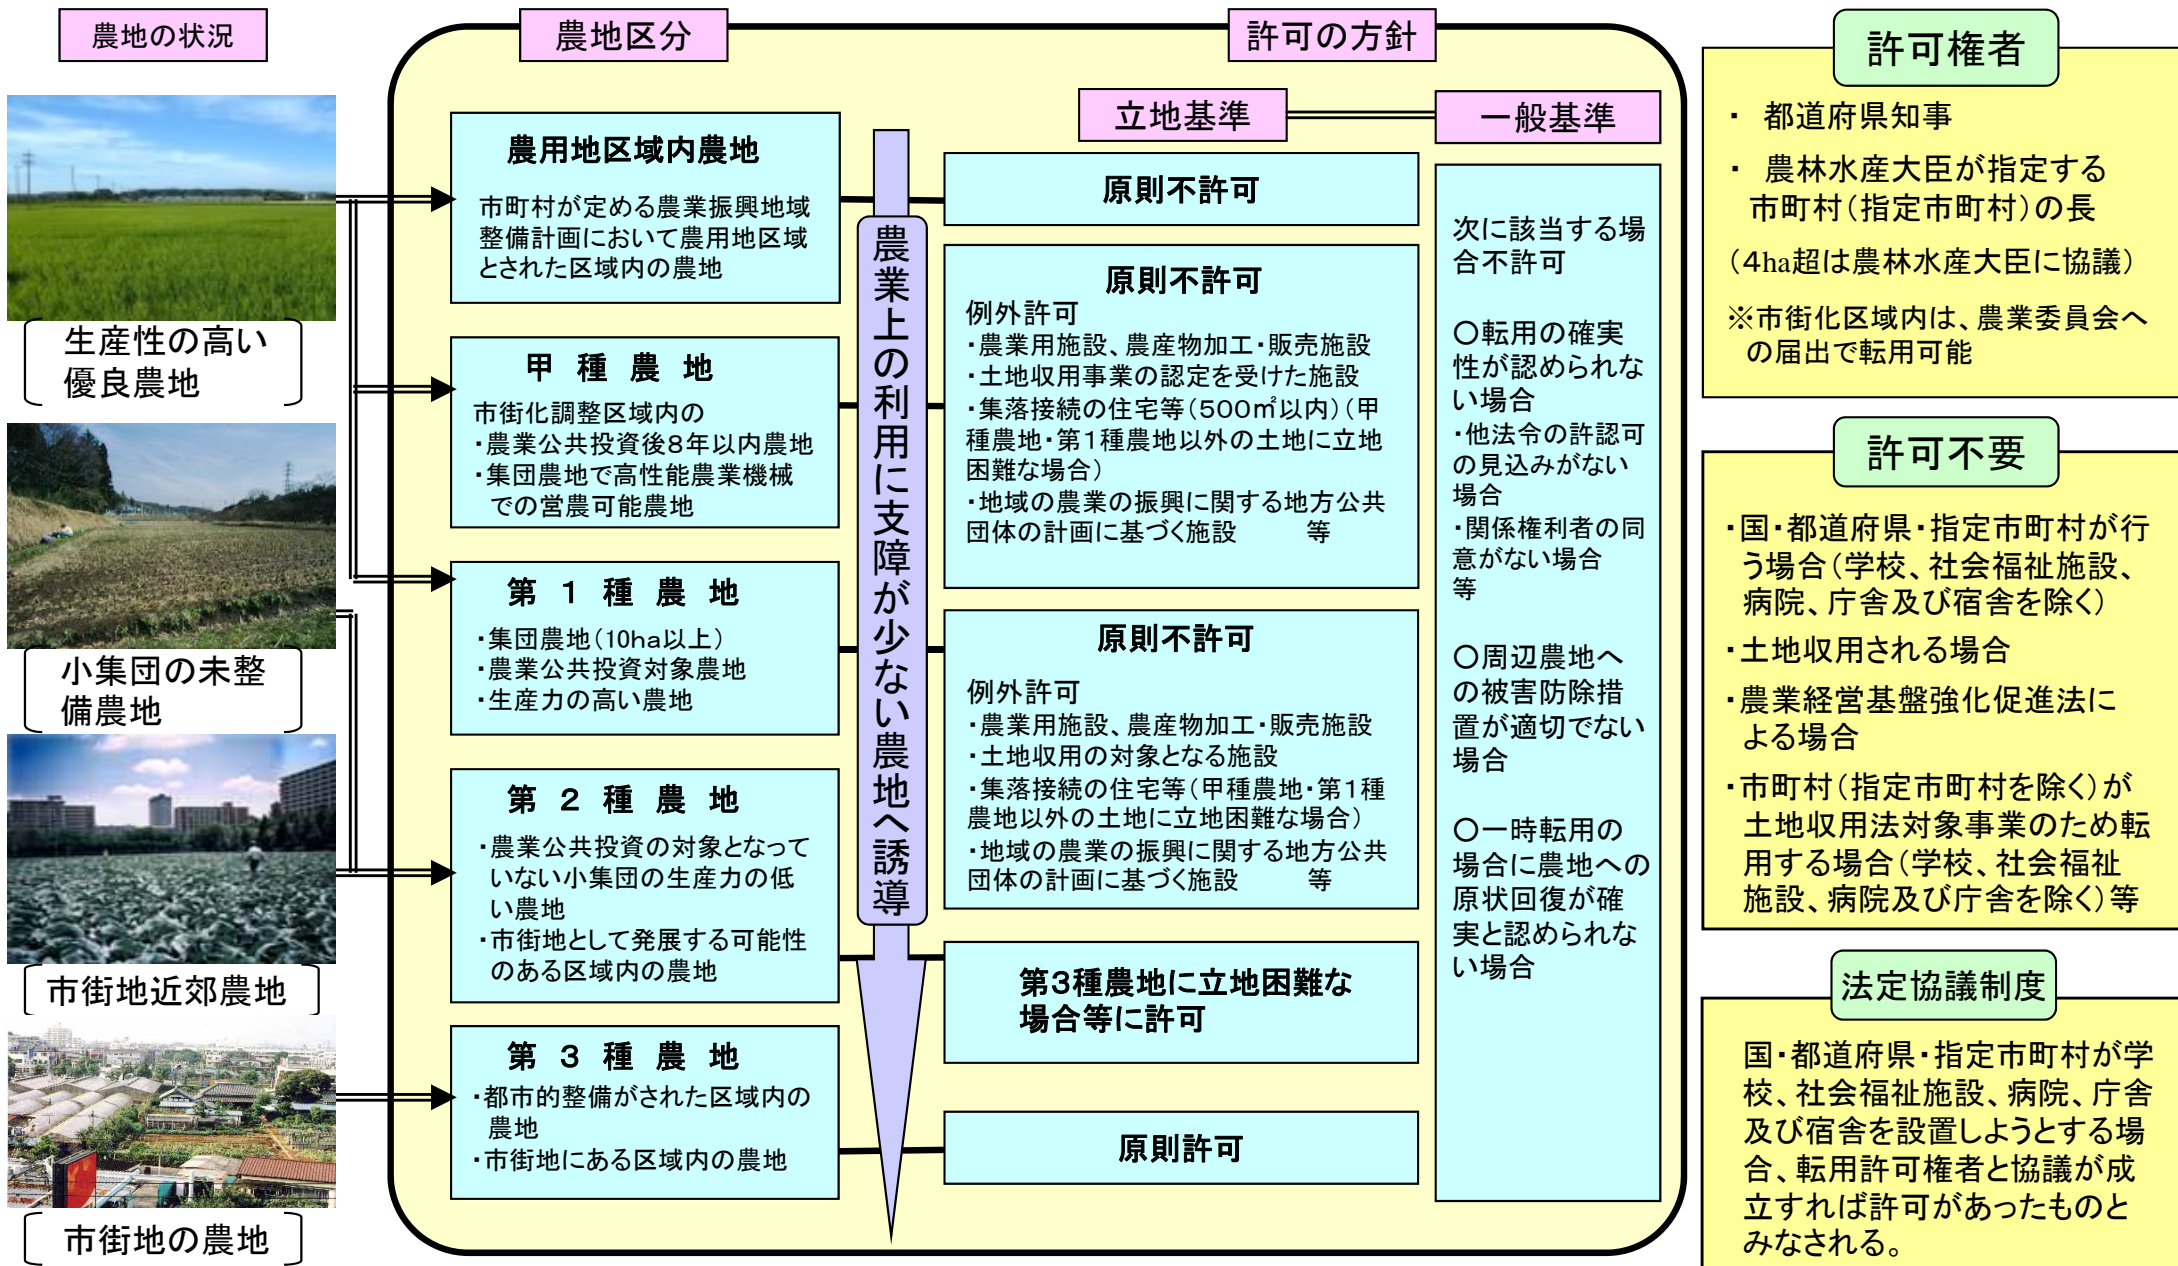 農地の状況
生産性の高い
優良農地
小集団の未整
備農地
市街地近郊農地
市街地の農地
農地区分
許可の方針
立地基準
一般基準
農用地区域内農地
市町村が定める農業振興地域
整備計画において農用地区域
とされた区域内の農地
甲種農地
市街化調整区域内の
・農業公共投資後8年以内農地
・集団農地で高性能農業機械
での営農可能農地
第1種農地
・集団農地(10ha以上)
・農業公共投資対象農地
・生産力の高い農地
第2種農地
・農業公共投資の対象となって
いない小集団の生産力の低
い農地
・市街地として発展する可能性
のある区域内の農地
第3種農地
・都市的整備がされた区域内の
農地
・市街地にある区域内の農地
農業上の利用に支障が少ない農地へ誘導
原則不許可
原則不許可
例外許可
・農業用施設、農産物加工・販売施設
・土地収用事業の認定を受けた施設
・集落接続の住宅等(500㎡以内)(甲
種農地・第1種農地以外の土地に立地
困難な場合)
・地域の農業の振興に関する地方公共
団体の計画に基づく施設 等
原則不許可
例外許可
・農業用施設、農産物加工・販売施設
・土地収用の対象となる施設
・集落接続の住宅等(甲種農地・第1種
農地以外の土地に立地困難な場合)
・地域の農業の振興に関する地方公共
団体の計画に基づく施設 等
第3種農地に立地困難な
場合等に許可
原則許可
次に該当する場
合不許可
○転用の確実
性が認められな
い場合
・他法令の許認可
の見込みがない
場合
・関係権利者の同
意がない場合
等
○周辺農地へ
の被害防除措
置が適切でない
場合
○一時転用の
場合に農地への
原状回復が確
実と認められな
い場合
許可権者
・ 都道府県知事
・ 農林水産大臣が指定する
市町村(指定市町村)の長
(4ha超は農林水産大臣に協議)
※市街化区域内は、農業委員会へ
の届出で転用可能
許可不要
・国・都道府県・指定市町村が行
う場合(学校、社会福祉施設、
病院、庁舎及び宿舎を除く)
・土地収用される場合
・農業経営基盤強化促進法に
よる場合
・市町村(指定市町村を除く)が
土地収用法対象事業のため転
用する場合(学校、社会福祉
施設、病院及び庁舎を除く)等
法定協議制度
国・都道府県・指定市町村が学
校、社会福祉施設、病院、庁舎
及び宿舎を設置しようとする場
合、転用許可権者と協議が成
立すれば許可があったものと
みなされる。